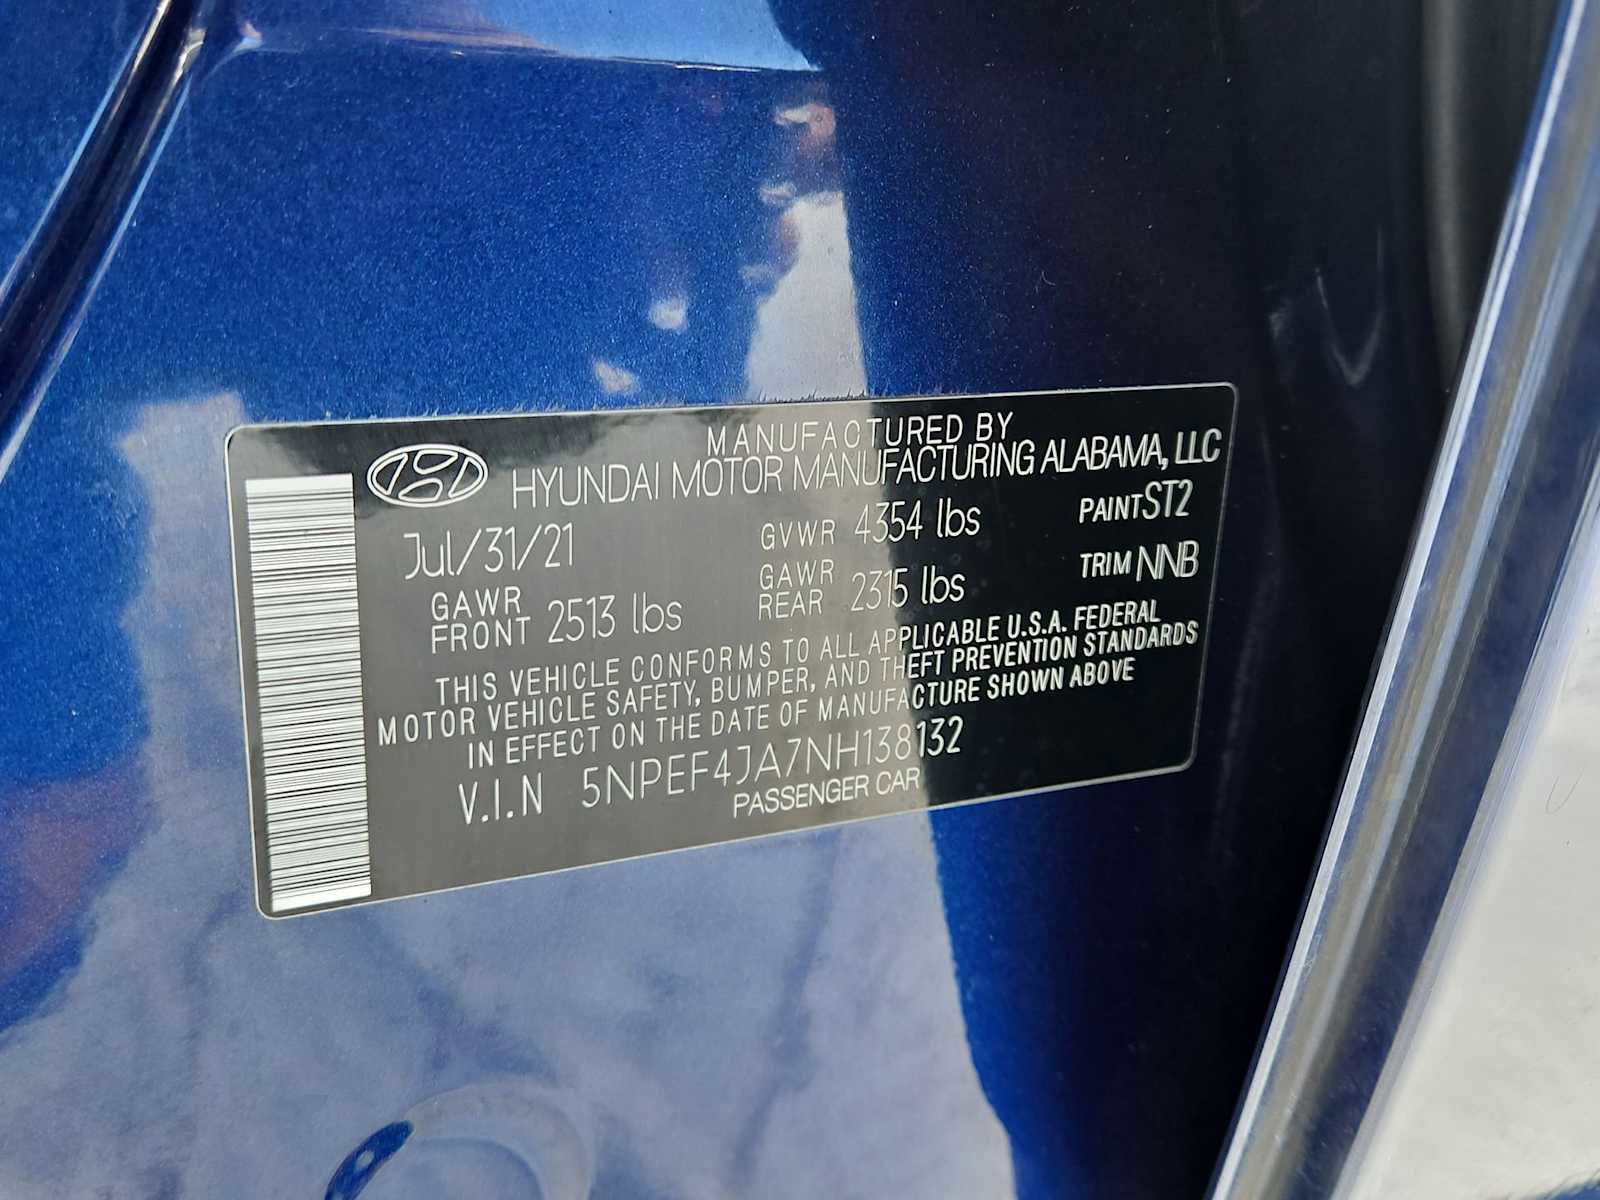 MANUFACTURED BY
HYUNDAI MOTOR MANUFACTURING ALABAMA, LLC
Jul/31/21 GVWR 4354 lbs PAINT ST2
GAWR FRONT 2513 lbs GAWR REAR 2315 lbs TRIM NNB
THIS VEHICLE CONFORMS TO ALL APPLICABLE U.S.A. FEDERAL
MOTOR VEHICLE SAFETY, BUMPER, AND THEFT PREVENTION STANDARDS
IN EFFECT ON THE DATE OF MANUFACTURE SHOWN ABOVE
V.I.N 5NPEF4JA7NH138132
PASSENGER CAR